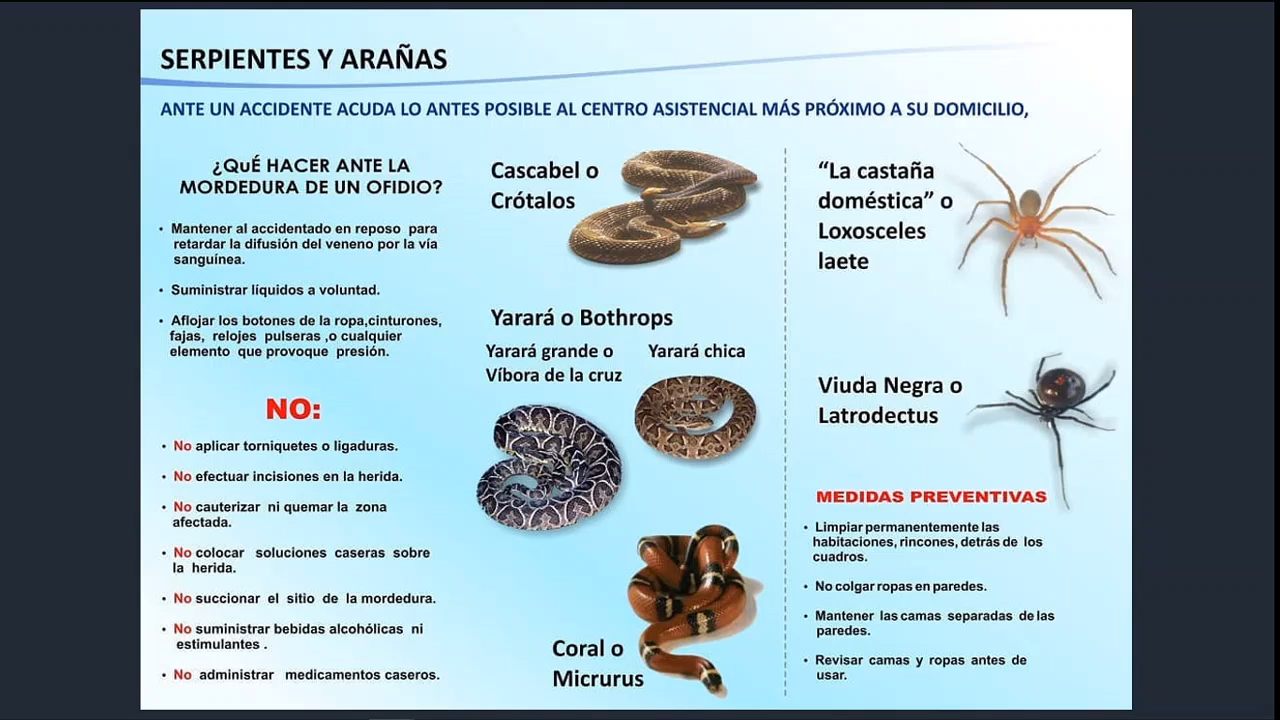 SERPIENTES Y ARAÑAS
ANTE UN ACCIDENTE ACUDA LO ANTES POSIBLE AL CENTRO ASISTENCIAL MÁS PRÓXIMO A SU DOMICILIO,
¿QuÉ HACER ANTE LA
MORDEDURA DE UN OFIDIO?
• Mantener al accidentado en reposo para
retardar la difusión del veneno por la vía
sanguínea.
• Suministrar líquidos a voluntad.
• Aflojar los botones de la ropa,cinturones,
fajas, relojes pulseras ,o cualquier
elemento que provoque presión.
NO:
• No aplicar torniquetes o ligaduras.
• No efectuar incisiones en la herida.
• No cauterizar ni quemar la zona
afectada.
• No colocar soluciones caseras sobre
la herida.
• No succionar el sitio de la mordedura.
• No suministrar bebidas alcohólicas ni
estimulantes .
• No administrar medicamentos caseros.
Cascabel o
Crótalos
Yarará o Bothrops
Yarará grande o
Víbora de la cruz
Yarará chica
Coral o
Micrurus
“La castaña
doméstica” o
Loxosceles
laete
Viuda Negra o
Latrodectus
MEDIDAS PREVENTIVAS
• Limpiar permanentemente las
habitaciones, rincones, detrás de los
cuadros.
• No colgar ropas en paredes.
• Mantener las camas separadas de las
paredes.
• Revisar camas y ropas antes de
usar.